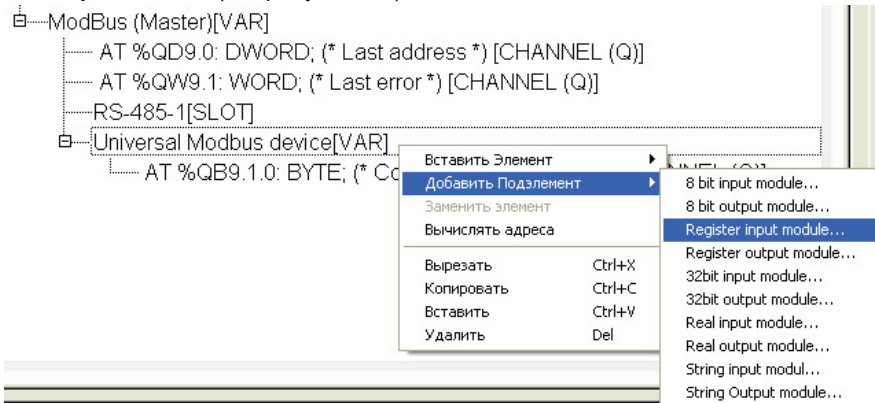 ModBus (Master)[VAR]
AT %QD9.0: DWORD; (* Last address *) [CHANNEL (Q)]
AT %QW9.1: WORD; (* Last error *) [CHANNEL (Q)]
RS-485-1[SLOT]
Universal Modbus device[VAR]
AT %QB9.1.0: BYTE; (* Co
Вставить Элемент
Добавить Подэлемент
Заменить элемент
Вычислять адреса
Вырезать Ctrl+X
Копировать Ctrl+C
Вставить Ctrl+V
Удалить Del
8 bit input module...
8 bit output module...
Register input module...
Register output module...
32bit input module...
32bit output module...
Real input module...
Real output module...
String input modul...
String Output module...